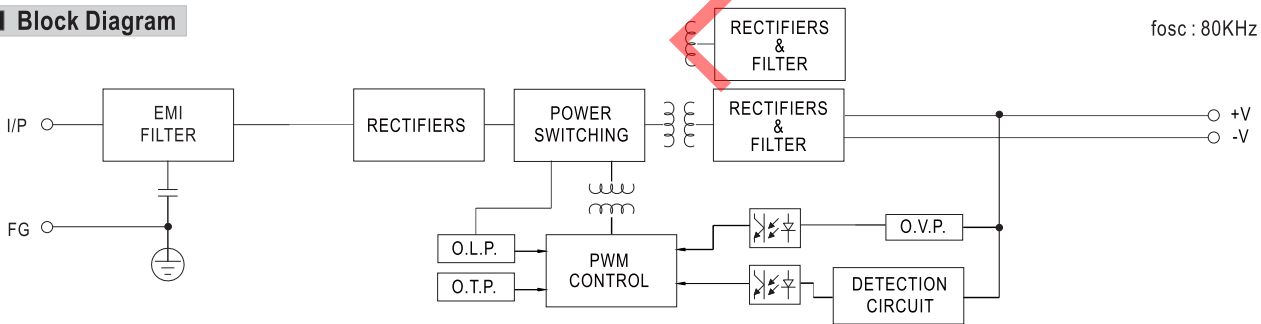 Block Diagram
fosc : 80KHz
RECTIFIERS
&
FILTER
I/P
EMI
FILTER
RECTIFIERS
POWER
SWITCHING
RECTIFIERS
&
FILTER
+V
-V
FG
O.L.P.
O.T.P.
PWM
CONTROL
O.V.P.
DETECTION
CIRCUIT